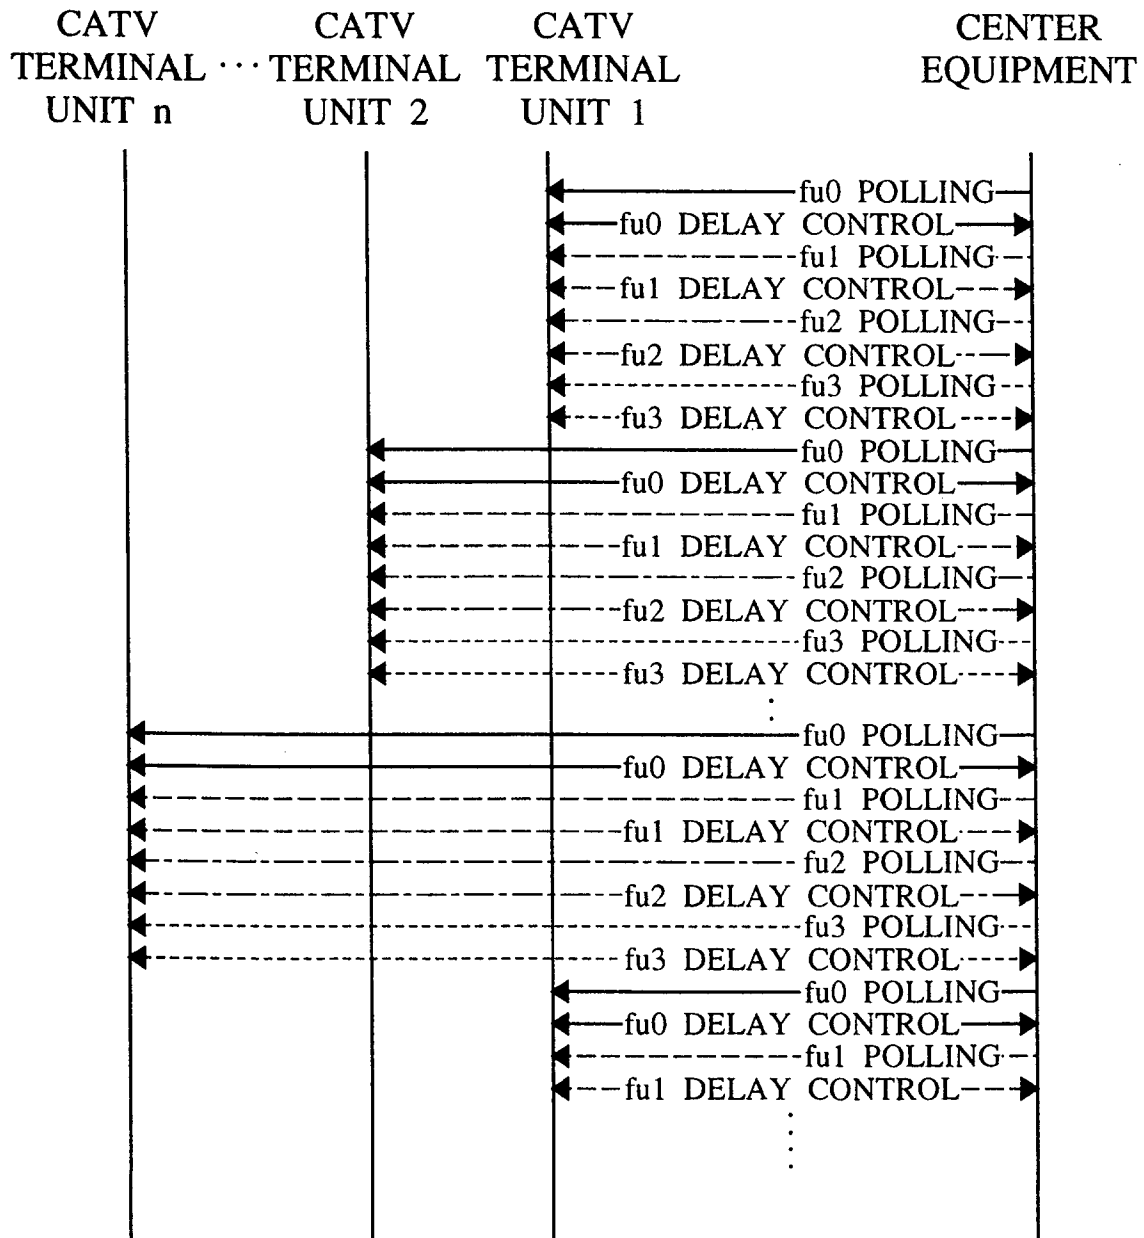 CATV
TERMINAL
UNIT n
···
CATV
TERMINAL
UNIT 2
CATV
TERMINAL
UNIT 1
CENTER
EQUIPMENT
fu0 POLLING
fu0 DELAY CONTROL
fu1 POLLING
fu1 DELAY CONTROL
fu2 POLLING
fu2 DELAY CONTROL
fu3 POLLING
fu3 DELAY CONTROL
fu0 POLLING
fu0 DELAY CONTROL
fu1 POLLING
fu1 DELAY CONTROL
fu2 POLLING
fu2 DELAY CONTROL
fu3 POLLING
fu3 DELAY CONTROL
fu0 POLLING
fu0 DELAY CONTROL
fu1 POLLING
fu1 DELAY CONTROL
fu2 POLLING
fu2 DELAY CONTROL
fu3 POLLING
fu3 DELAY CONTROL
fu0 POLLING
fu0 DELAY CONTROL
fu1 POLLING
fu1 DELAY CONTROL